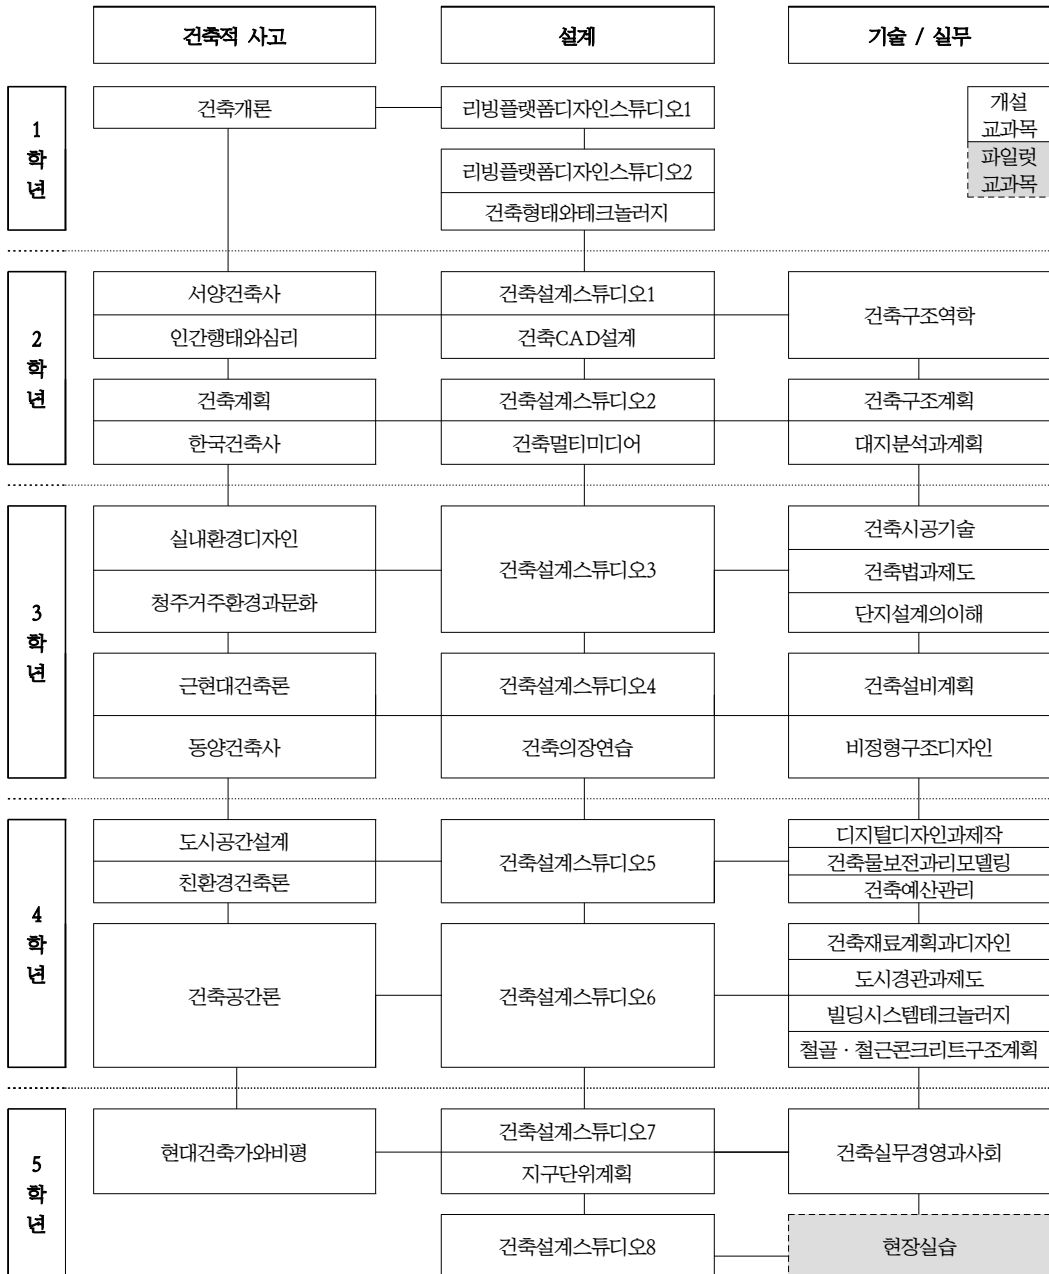 건축적 사고
설계
기술 / 실무
1
학
년
건축개론
리빙플랫폼디자인스튜디오1
개설
교과목
파일럿
교과목
리빙플랫폼디자인스튜디오2
건축형태와테크놀러지
2
학
년
서양건축사
건축설계스튜디오1
건축구조역학
인간행태와심리
건축CAD설계
건축계획
건축설계스튜디오2
건축구조계획
한국건축사
건축멀티미디어
대지분석과계획
3
학
년
실내환경디자인
건축설계스튜디오3
건축시공기술
건축법과제도
청주거주환경과문화
단지설계의이해
근현대건축론
건축설계스튜디오4
건축설비계획
동양건축사
건축의장연습
비정형구조디자인
4
학
년
도시공간설계
건축설계스튜디오5
디지털디자인과제작
건축물보전과리모델링
친환경건축론
건축예산관리
건축공간론
건축설계스튜디오6
건축재료계획과디자인
도시경관과제도
빌딩시스템테크놀러지
철골 · 철근콘크리트구조계획
5
학
년
현대건축가와비평
건축설계스튜디오7
지구단위계획
건축실무경영과사회
건축설계스튜디오8
현장실습